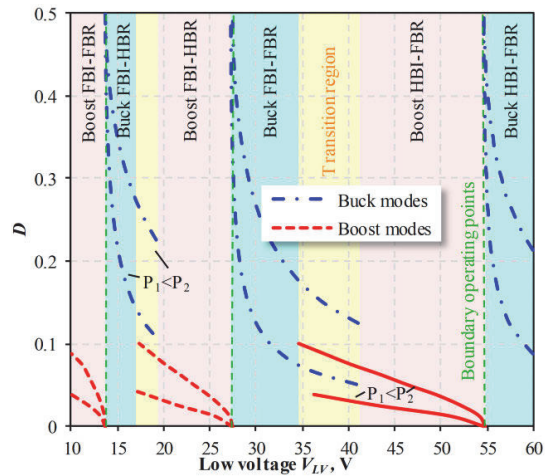 0.5
0.4
0.3
0.2
0.1
0
D
Boost FBI-FBR
Buck FBI-HBR
Boost FBI-HBR
Buck FBI-FBR
Transition region
Boost HBI-FBR
Buck HBI-FBR
Boundary operating points
Buck modes
Boost modes
P1<P2
P1<P2
10 15 20 25 30 35 40 45 50 55 60
Low voltage VLV, V